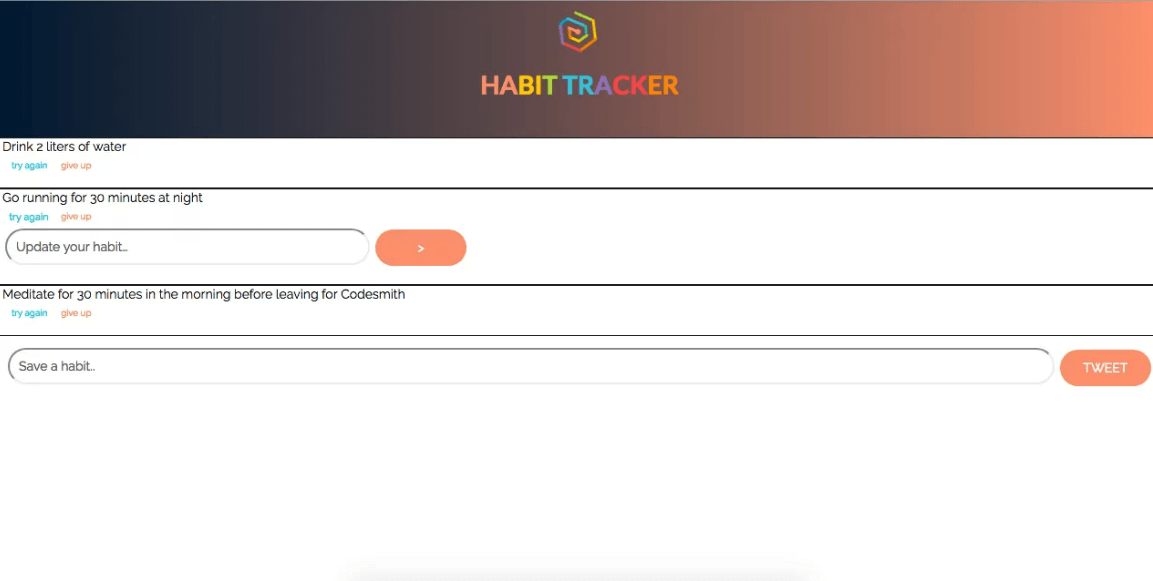 HABIT TRACKER
Drink 2 liters of water
try again give up
Go running for 30 minutes at night
try again give up
Update your habit... >
Meditate for 30 minutes in the morning before leaving for Codesmith
try again give up
Save a habit... TWEET